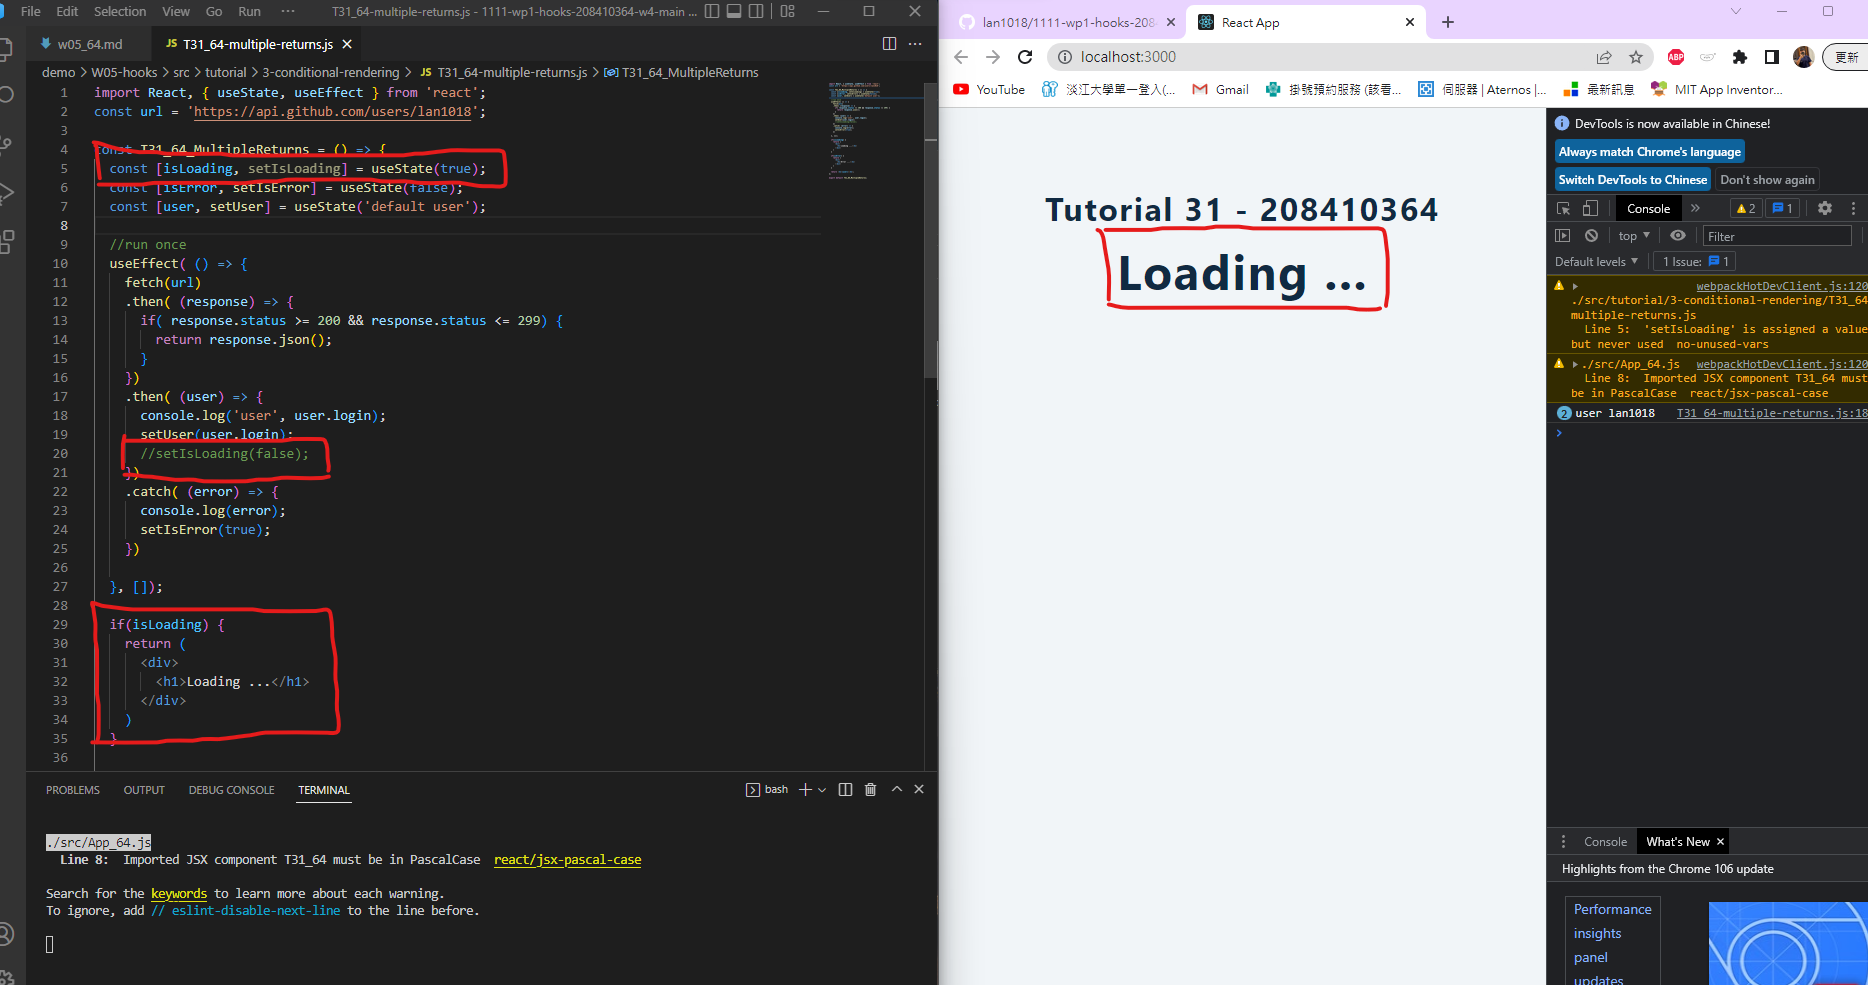 File Edit Selection View Go Run ··· T31_64-multiple-returns.js - 1111-wp1-hooks-208410364-w4-main ...
w05_64.md JS T31_64-multiple-returns.js
demo > W05-hooks > src > tutorial > 3-conditional-rendering > JS T31_64-multiple-returns.js > T31_64_MultipleReturns
1 import React, { useState, useEffect } from 'react';
2 const url = 'https://api.github.com/users/lan1018';
3
4 const T31_64_MultipleReturns = () => {
5 const [isLoading, setIsLoading] = useState(true);
6 const [isError, setIsError] = useState(false);
7 const [user, setUser] = useState('default user');
8
9 //run once
10 useEffect( () => {
11 fetch(url)
12 .then( (response) => {
13 if( response.status >= 200 && response.status <= 299) {
14 return response.json();
15 }
16 })
17 .then( (user) => {
18 console.log('user', user.login);
19 setUser(user.login);
20 //setIsLoading(false);
21 })
22 .catch( (error) => {
23 console.log(error);
24 setIsError(true);
25 })
26
27 }, []);
28
29 if(isLoading) {
30 return (
31 <div>
32 <h1>Loading ...</h1>
33 </div>
34 )
35 }
36
PROBLEMS OUTPUT DEBUG CONSOLE TERMINAL bash
./src/App_64.js
Line 8: Imported JSX component T31_64 must be in PascalCase react/jsx-pascal-case
Search for the keywords to learn more about each warning.
To ignore, add // eslint-disable-next-line to the line before.
lan1018/1111-wp1-hooks-208 React App
localhost:3000 ABP 更新
YouTube 淡江大學單一登入(... Gmail 掛號預約服務 (該看... 伺服器 | Aternos |... 最新訊息 MIT App Inventor...
Tutorial 31 - 208410364
Loading ...
DevTools is now available in Chinese!
Always match Chrome's language
Switch DevTools to Chinese Don't show again
Console » 2 1
top Filter
Default levels 1 Issue: 1
webpackHotDevClient.js:120
./src/tutorial/3-conditional-rendering/T31_64
multiple-returns.js
Line 5: 'setIsLoading' is assigned a value
but never used no-unused-vars
./src/App_64.js webpackHotDevClient.js:120
Line 8: Imported JSX component T31_64 must
be in PascalCase react/jsx-pascal-case
2 user lan1018 T31_64-multiple-returns.js:18
Console What's New
Highlights from the Chrome 106 update
Performance
insights
panel
updates